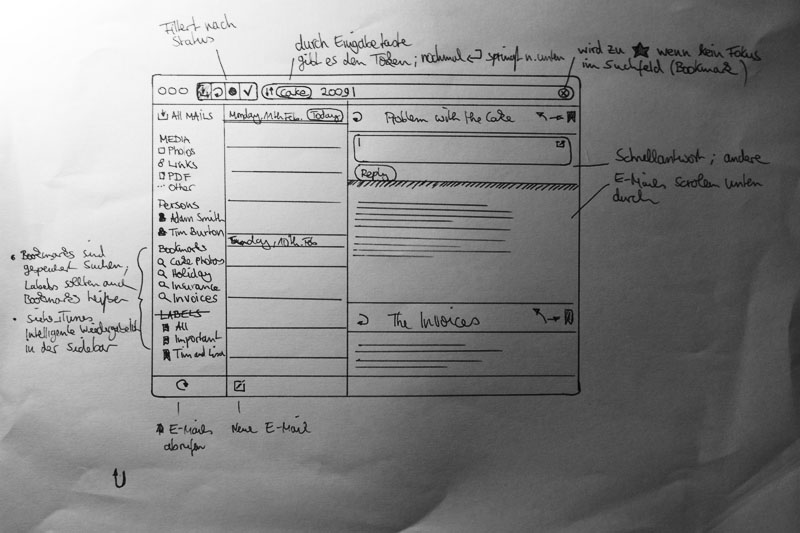 Filtert nach
Status
durch Eingabetaste
gibt es den Token; nochmal springt n. unten
wird zu ★ wenn kein Fokus
im Suchfeld (Bookmark)
Cake 2009|
ALL MAILS
MEDIA
Photos
Links
PDF
Other
Persons
Adam Smith
Tim Burton
Bookmarks
Cake Photos
Holiday
Insurance
Invoices
LABELS
All
Important
Tim and Lisa
Monday, 11th Feb. Today
Sunday, 10th. Feb
Problem with the Cake
Reply
The Invoices
Schnellantwort; andere
E-Mails scrollen unten
durch
• Bookmarks sind
gespeichert Suchen;
Labels sollten auch
Bookmarks heißen
• siehe iTunes
Intelligente Wiedergabeliste
in der Sidebar
E-Mails
abrufen
Neue E-Mail